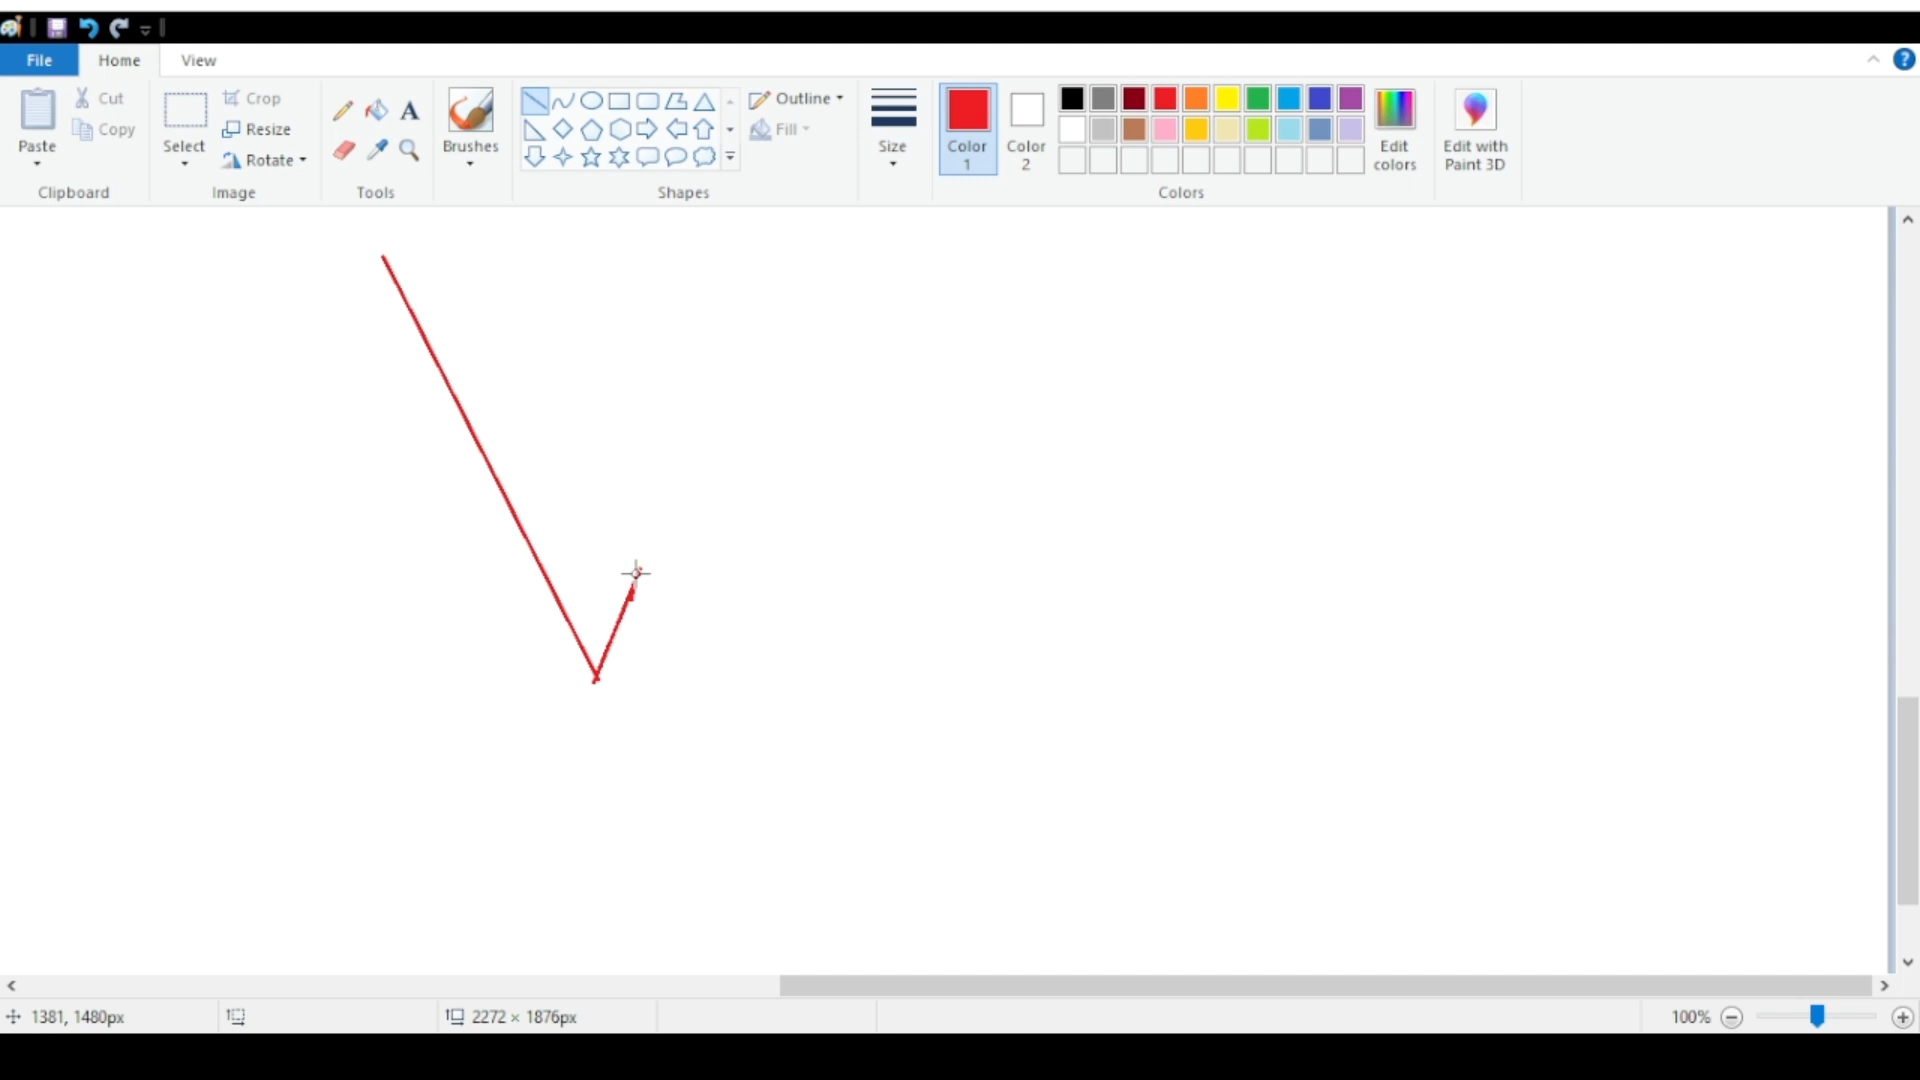 File Home View
Paste Cut Copy
Clipboard
Select Crop Resize Rotate
Image
A
Tools
Brushes
Shapes
Outline
Fill
Size
Color 1
Color 2
Edit colors
Colors
Edit with Paint 3D
?
1381, 1480px
2272 × 1876px
100%